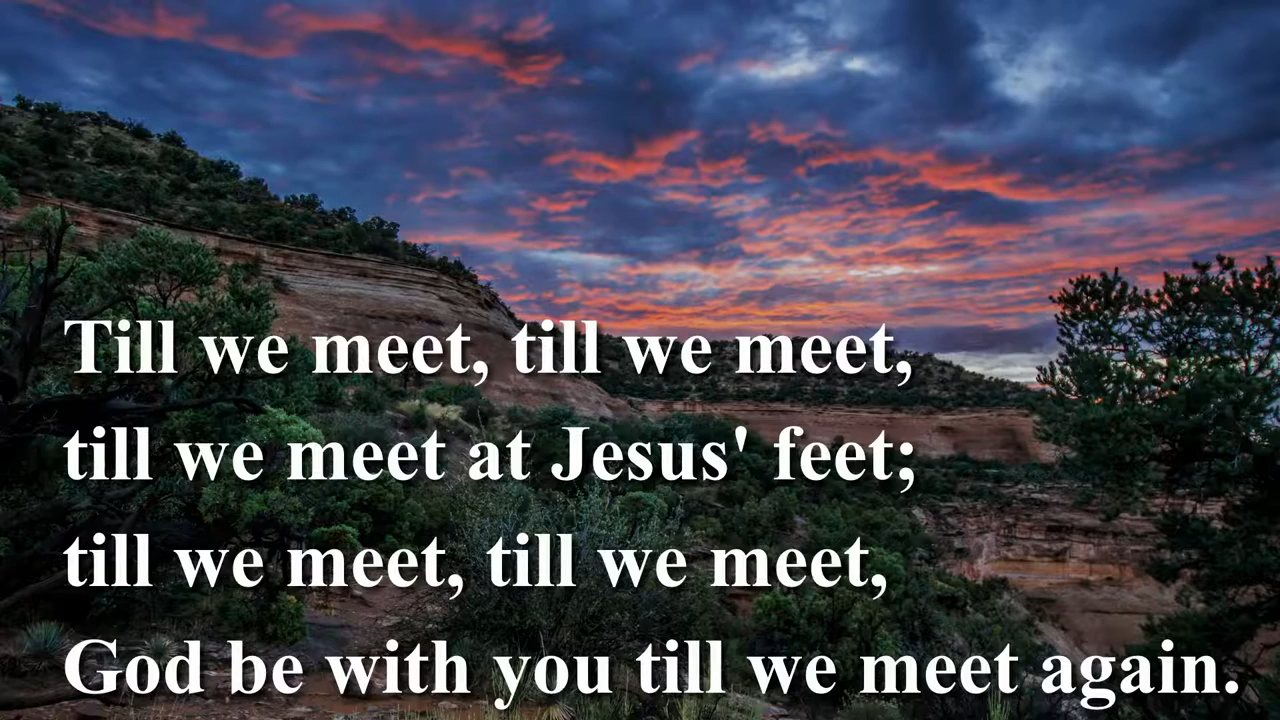 Till we meet, till we meet,
till we meet at Jesus' feet;
till we meet, till we meet,
God be with you till we meet again.